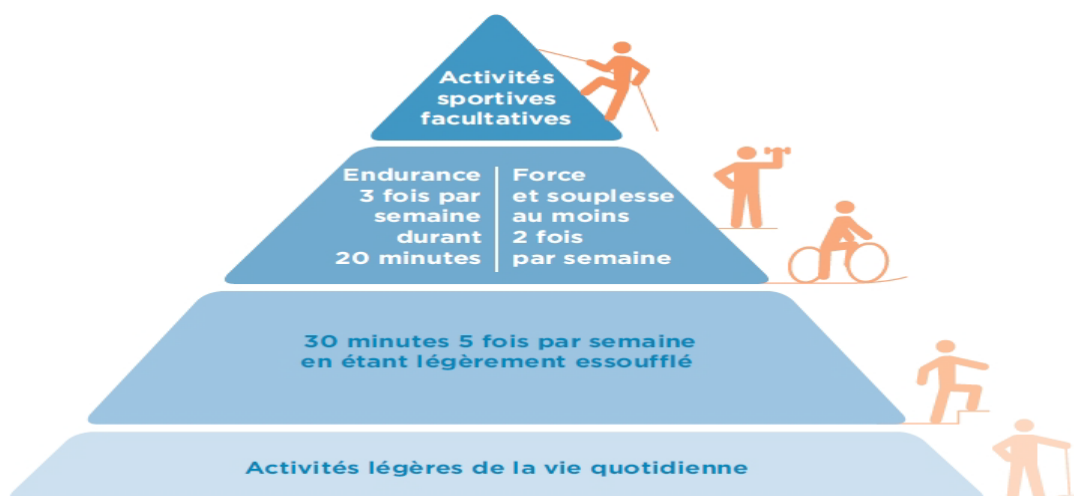 Activités
sportives
facultatives
Endurance
3 fois par
semaine
durant
20 minutes
Force
et souplesse
au moins
2 fois
par semaine
30 minutes 5 fois par semaine
en étant légèrement essoufflé
Activités légères de la vie quotidienne